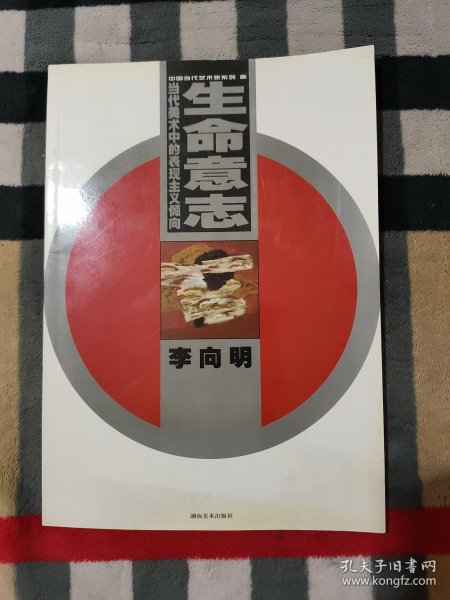 中国当代艺术家系列
生命意志
当代美术中的表现主义倾向
李向明
湖南美术出版社
孔夫子旧书网
www.kongfz.com